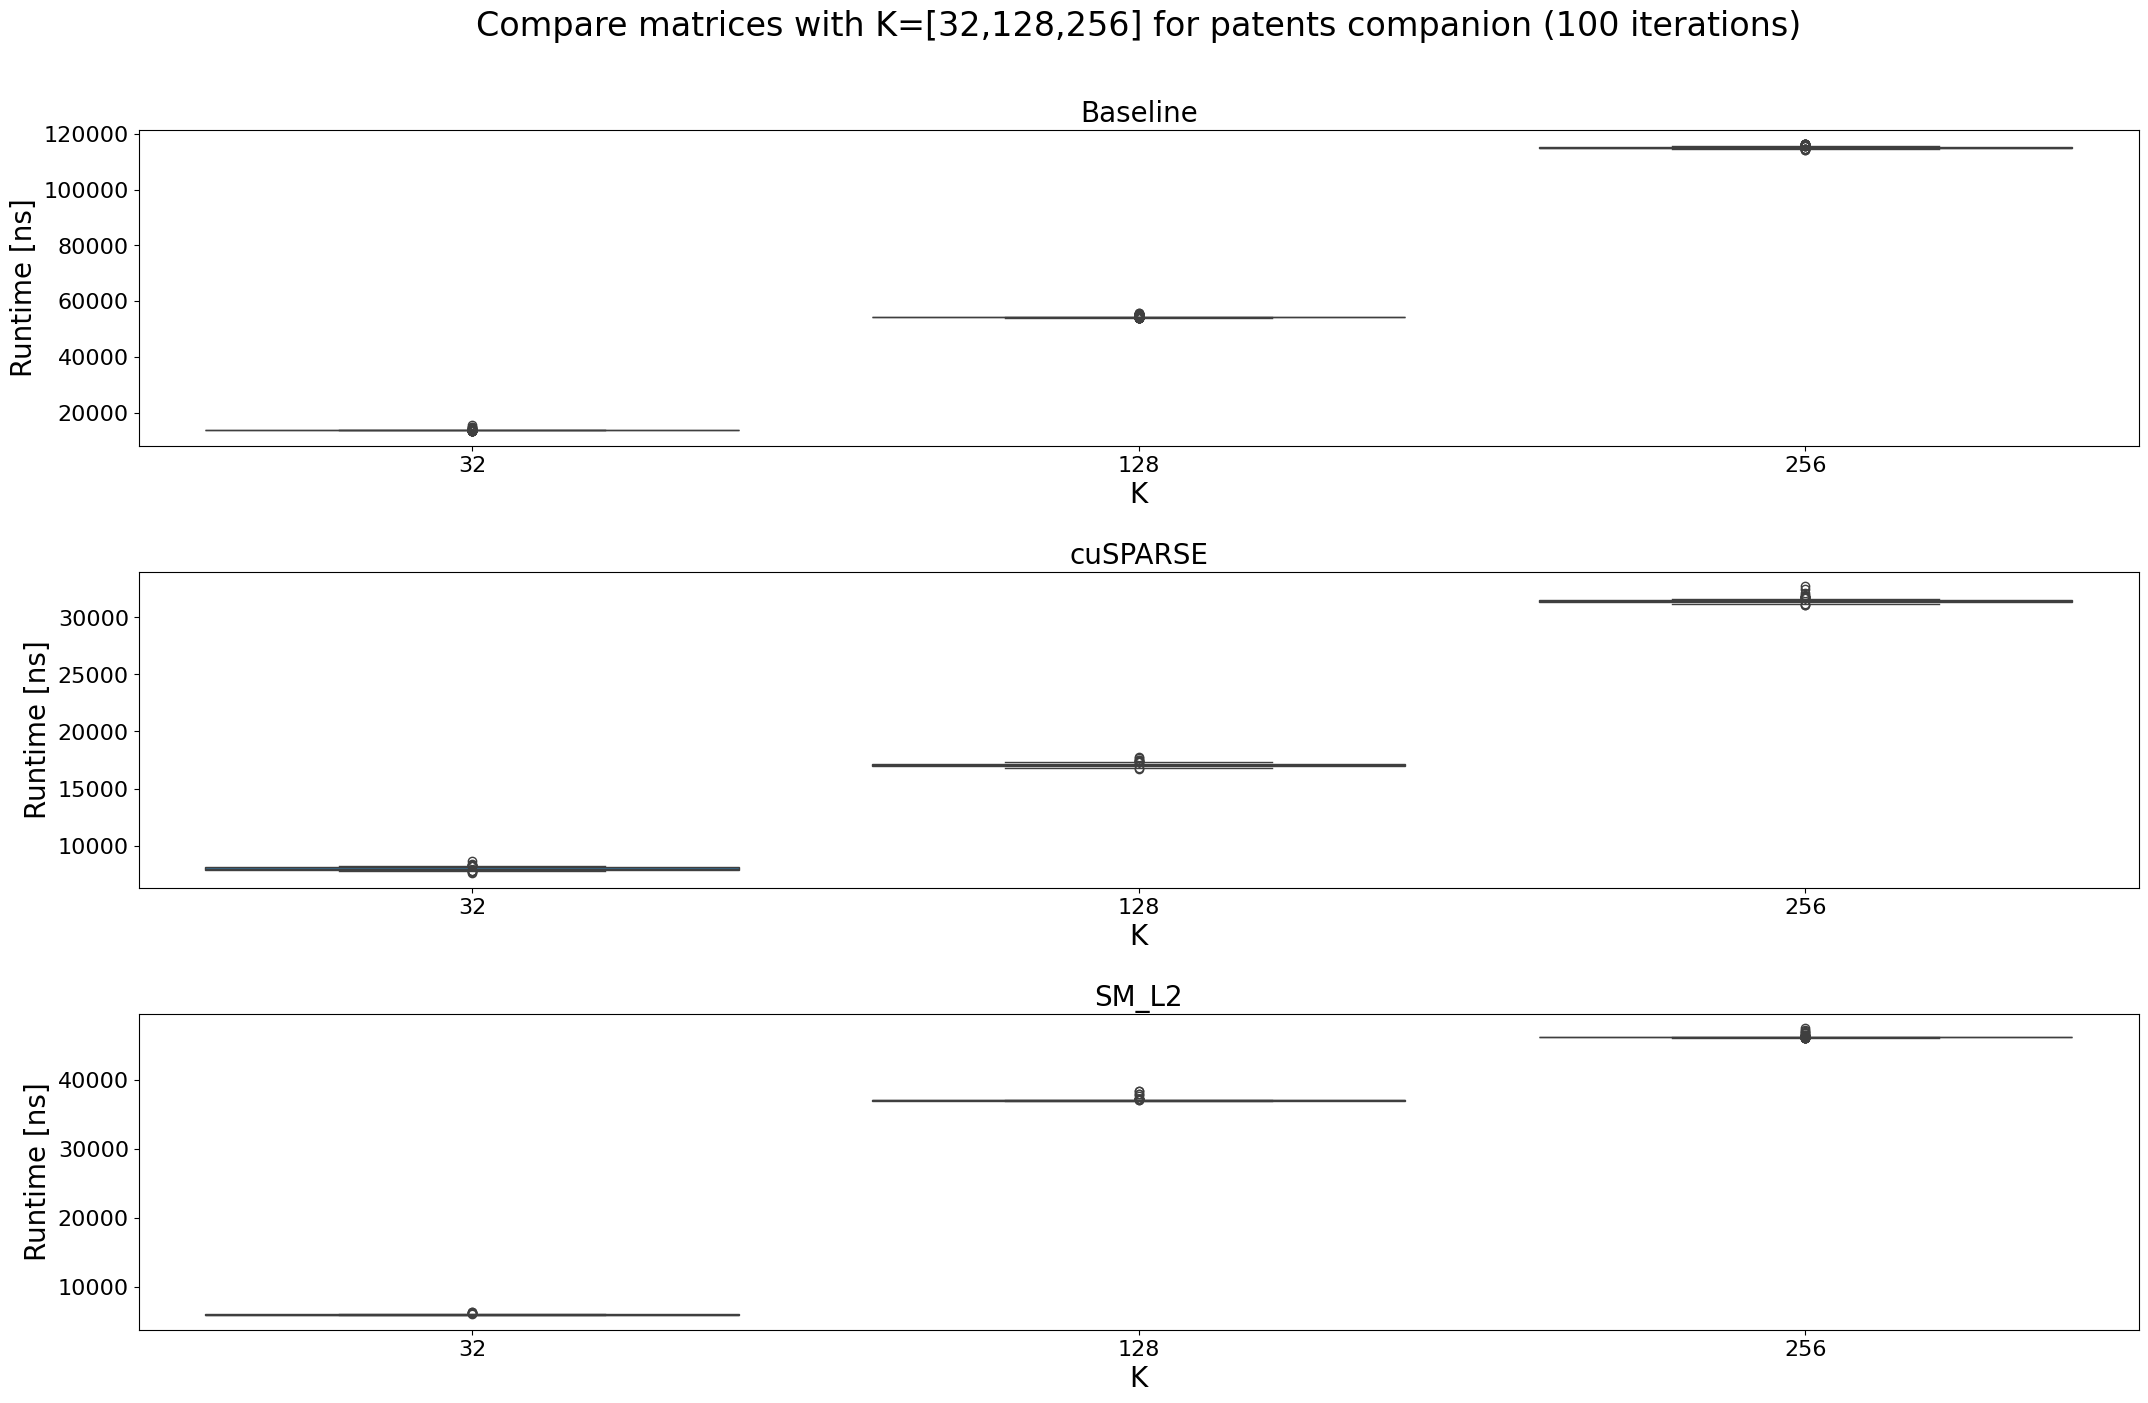 Compare matrices with K=[32,128,256] for patents companion (100 iterations)
Baseline
Runtime [ns]
120000
100000
80000
60000
40000
20000
32 128 256
K
cuSPARSE
Runtime [ns]
30000
25000
20000
15000
10000
32 128 256
K
SM_L2
Runtime [ns]
40000
30000
20000
10000
32 128 256
K